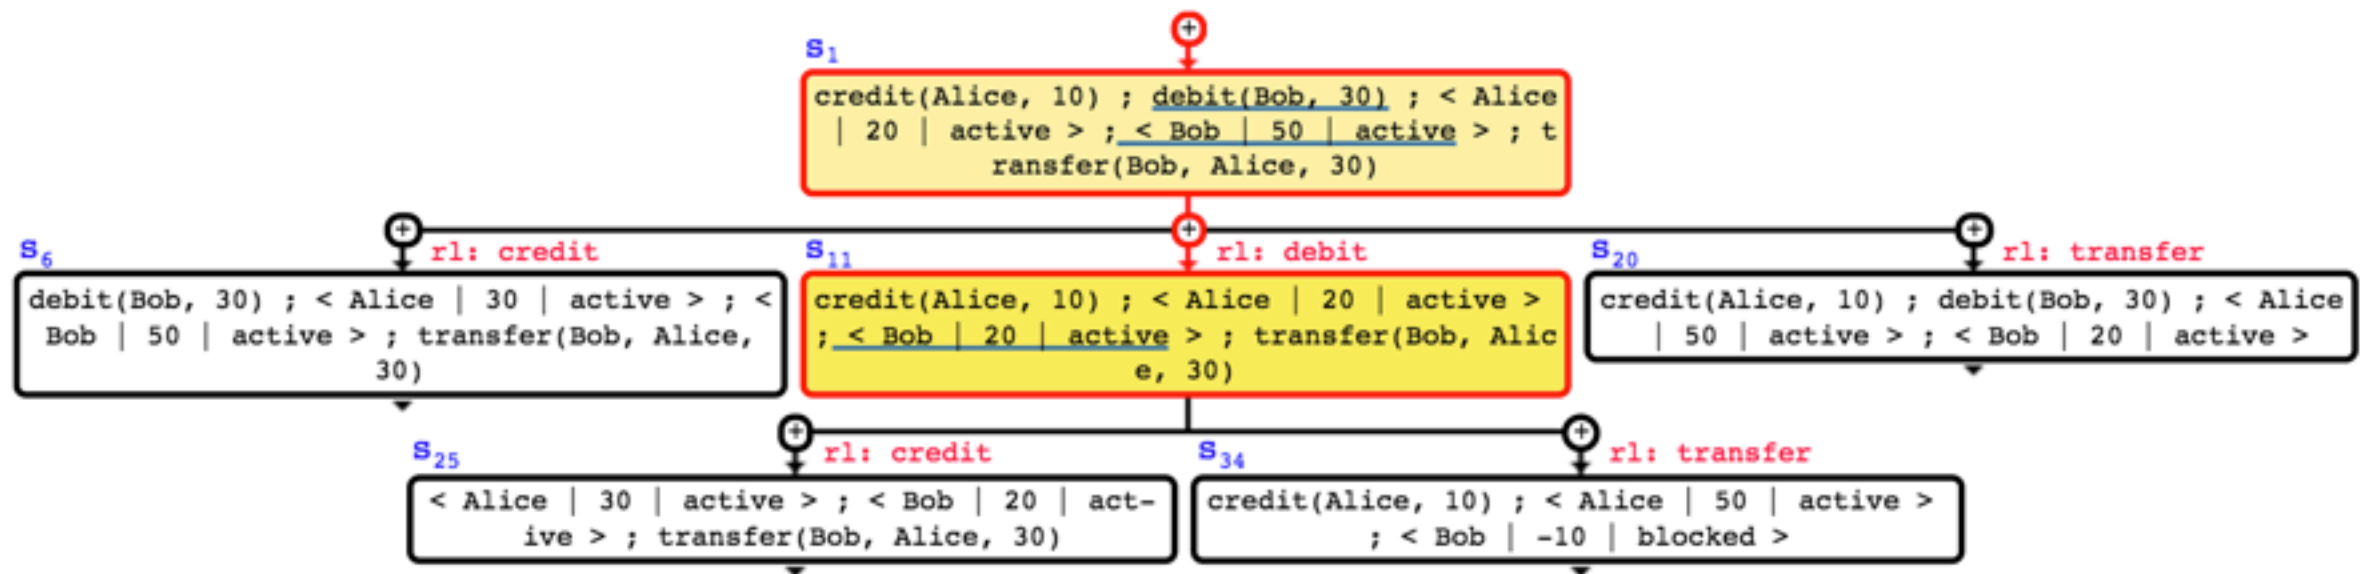 +
S1
credit(Alice, 10) ; debit(Bob, 30) ; < Alice
| 20 | active > ; < Bob | 50 | active > ; t
ransfer(Bob, Alice, 30)
+
+
+
S6
rl: credit
S11
rl: debit
S20
rl: transfer
debit(Bob, 30) ; < Alice | 30 | active > ; <
Bob | 50 | active > ; transfer(Bob, Alice,
30)
credit(Alice, 10) ; < Alice | 20 | active >
; < Bob | 20 | active > ; transfer(Bob, Alic
e, 30)
credit(Alice, 10) ; debit(Bob, 30) ; < Alice
| 50 | active > ; < Bob | 20 | active >
+
+
S25
rl: credit
S34
rl: transfer
< Alice | 30 | active > ; < Bob | 20 | act-
ive > ; transfer(Bob, Alice, 30)
credit(Alice, 10) ; < Alice | 50 | active >
; < Bob | -10 | blocked >